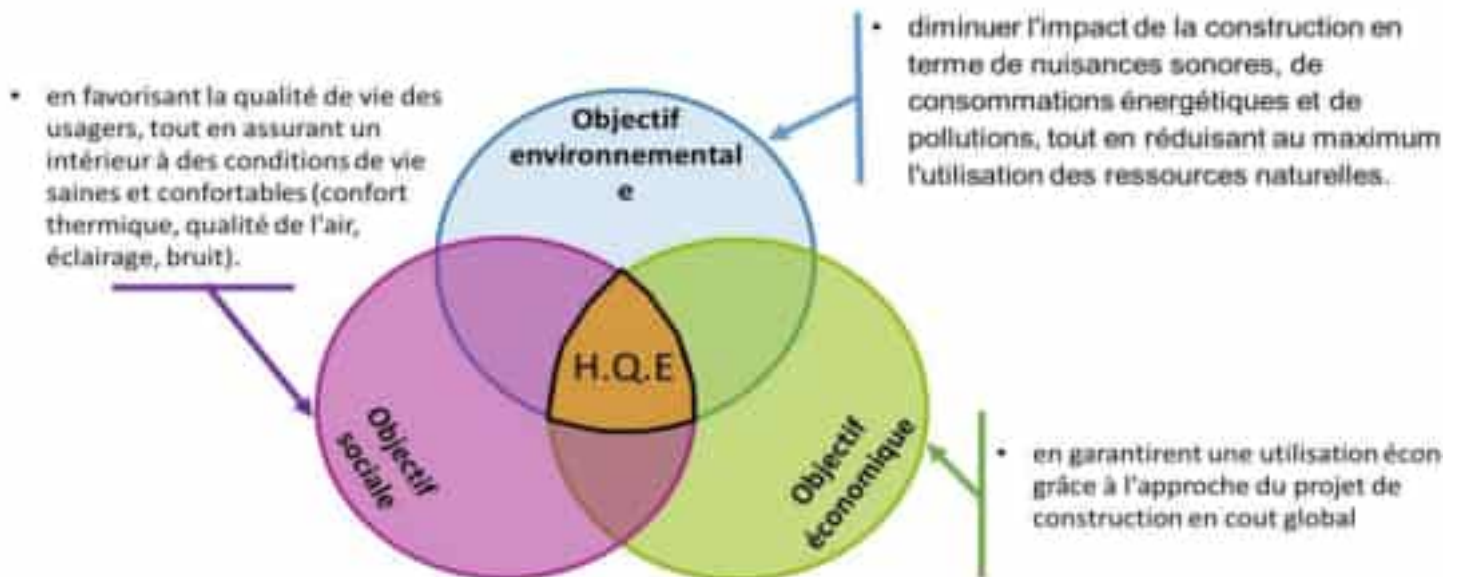 • diminuer l'impact de la construction en
terme de nuisances sonores, de
consommations énergétiques et de
pollutions, tout en réduisant au maximum
l'utilisation des ressources naturelles.
• en favorisant la qualité de vie des
usagers, tout en assurant un
intérieur à des conditions de vie
saines et confortables (confort
thermique, qualité de l'air,
éclairage, bruit).
Objectif
environnemental
e
H.Q.E
Objectif
sociale
Objectif
économique
• en garantirent une utilisation écon
grâce à l'approche du projet de
construction en cout global